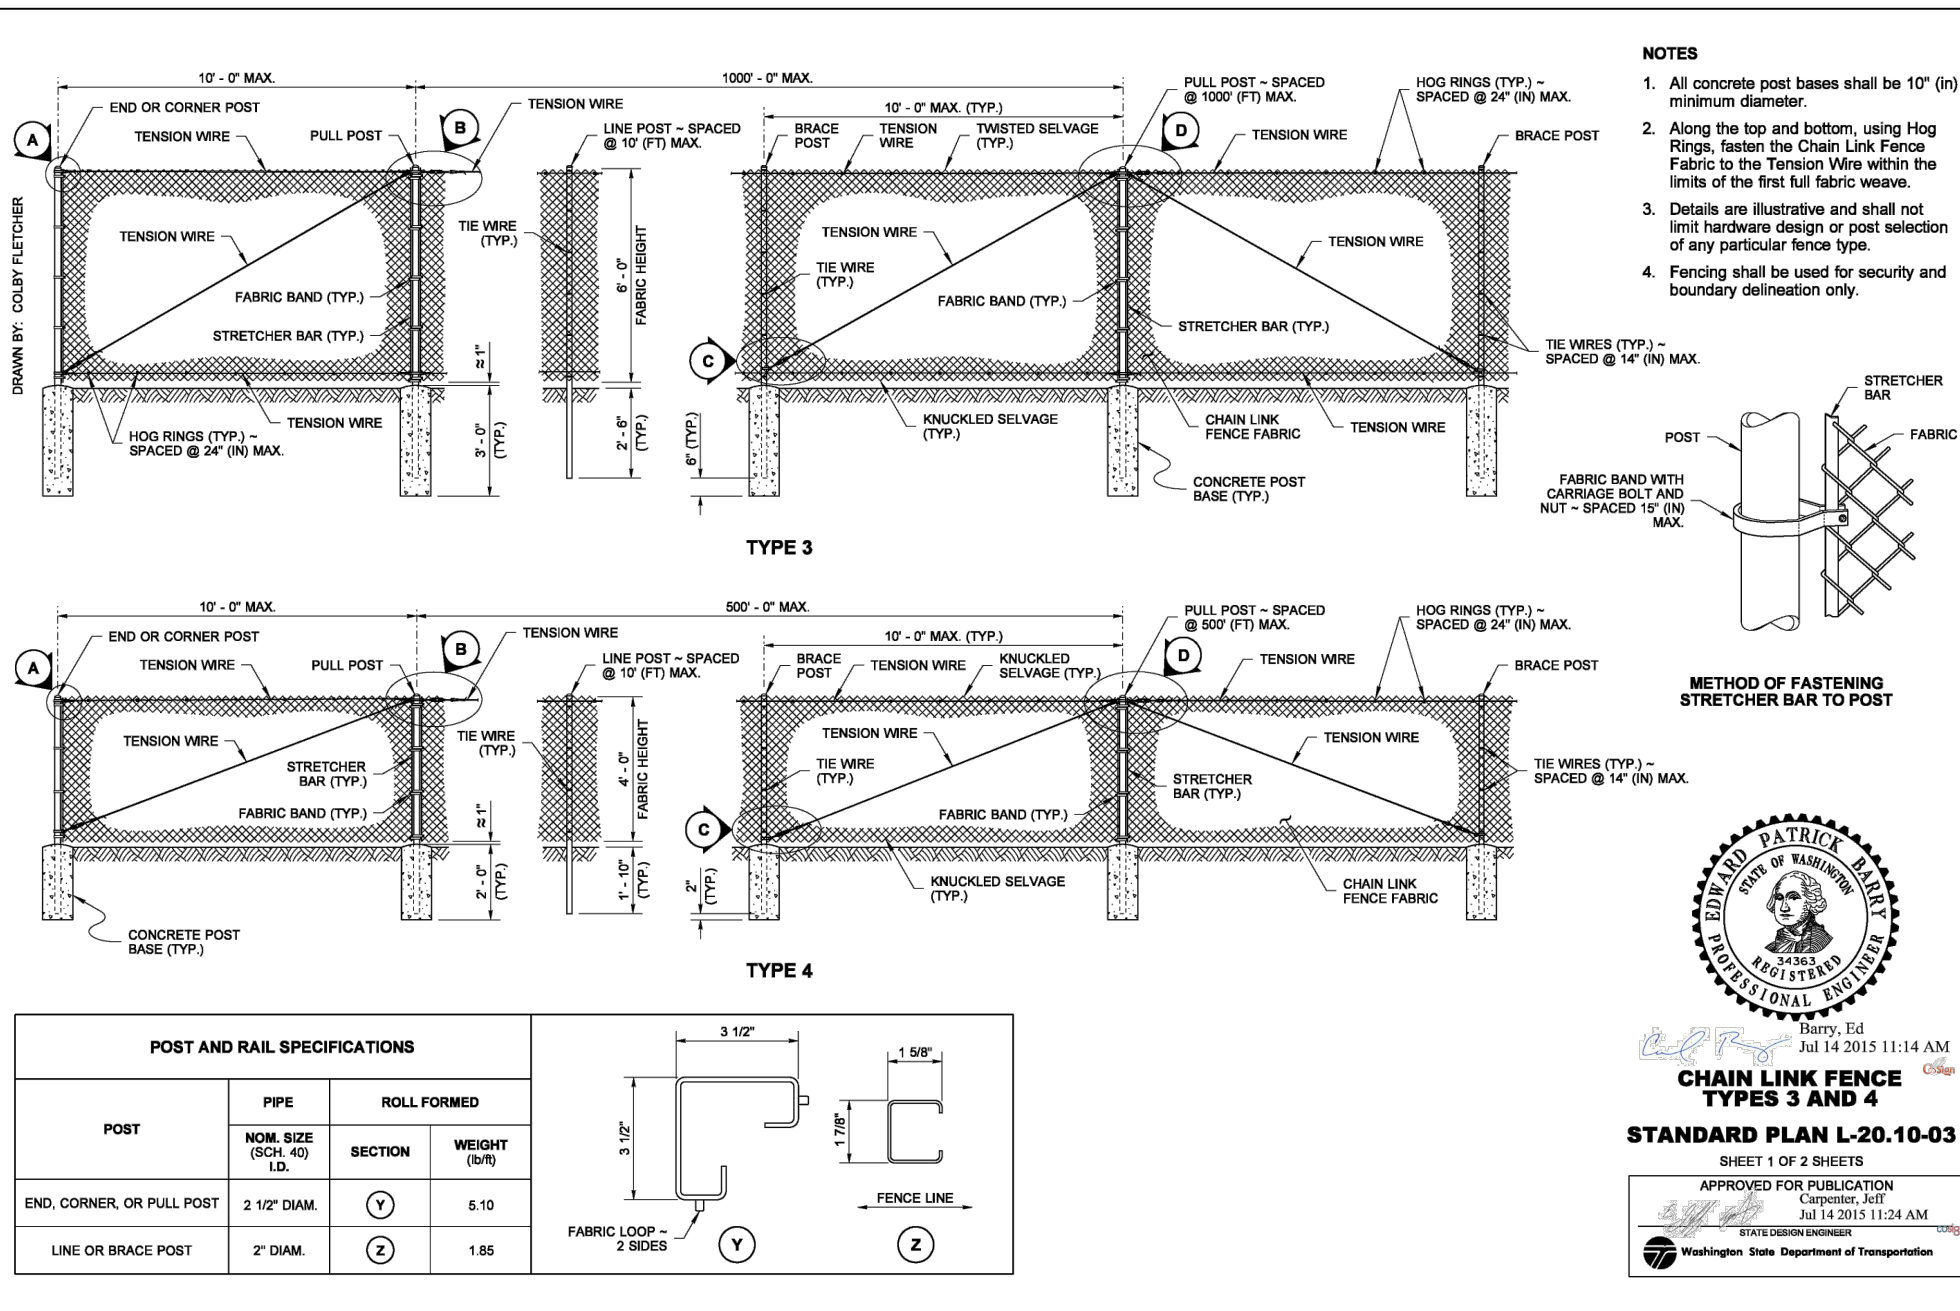 DRAWN BY: COLBY FLETCHER
10' - 0" MAX.
END OR CORNER POST
A
TENSION WIRE
PULL POST
B
TENSION WIRE
1000' - 0" MAX.
LINE POST ~ SPACED
@ 10' (FT) MAX.
10' - 0" MAX. (TYP.)
BRACE
POST
TENSION
WIRE
TWISTED SELVAGE
(TYP.)
PULL POST ~ SPACED
@ 1000' (FT) MAX.
D
TENSION WIRE
HOG RINGS (TYP.) ~
SPACED @ 24" (IN) MAX.
BRACE POST
TENSION WIRE
FABRIC BAND (TYP.)
STRETCHER BAR (TYP.)
TIE WIRE
(TYP.)
6' - 0"
FABRIC HEIGHT
TENSION WIRE
TIE WIRE
(TYP.)
FABRIC BAND (TYP.)
TENSION WIRE
STRETCHER BAR (TYP.)
C
TIE WIRES (TYP.) ~
SPACED @ 14" (IN) MAX.
≈ 1"
HOG RINGS (TYP.) ~
SPACED @ 24" (IN) MAX.
TENSION WIRE
3' - 0"
(TYP.)
2' - 6"
(TYP.)
6" (TYP.)
KNUCKLED SELVAGE
(TYP.)
CHAIN LINK
FENCE FABRIC
TENSION WIRE
CONCRETE POST
BASE (TYP.)
TYPE 3
10' - 0" MAX.
END OR CORNER POST
A
TENSION WIRE
PULL POST
B
TENSION WIRE
500' - 0" MAX.
LINE POST ~ SPACED
@ 10' (FT) MAX.
10' - 0" MAX. (TYP.)
BRACE
POST
TENSION WIRE
KNUCKLED
SELVAGE (TYP.)
PULL POST ~ SPACED
@ 500' (FT) MAX.
D
TENSION WIRE
HOG RINGS (TYP.) ~
SPACED @ 24" (IN) MAX.
BRACE POST
TENSION WIRE
STRETCHER
BAR (TYP.)
FABRIC BAND (TYP.)
TIE WIRE
(TYP.)
4' - 0"
FABRIC HEIGHT
TENSION WIRE
TIE WIRE
(TYP.)
FABRIC BAND (TYP.)
TENSION WIRE
STRETCHER
BAR (TYP.)
C
TIE WIRES (TYP.) ~
SPACED @ 14" (IN) MAX.
≈ 1"
2' - 0"
(TYP.)
1' - 10"
(TYP.)
2"
(TYP.)
KNUCKLED SELVAGE
(TYP.)
CHAIN LINK
FENCE FABRIC
CONCRETE POST
BASE (TYP.)
TYPE 4
POST AND RAIL SPECIFICATIONS
POST
PIPE
ROLL FORMED
NOM. SIZE
(SCH. 40)
I.D.
SECTION
WEIGHT
(lb/ft)
END, CORNER, OR PULL POST
2 1/2" DIAM.
Y
5.10
LINE OR BRACE POST
2" DIAM.
Z
1.85
3 1/2"
3 1/2"
FABRIC LOOP ~
2 SIDES
Y
1 5/8"
1 7/8"
FENCE LINE
Z
NOTES
1. All concrete post bases shall be 10" (in)
minimum diameter.
2. Along the top and bottom, using Hog
Rings, fasten the Chain Link Fence
Fabric to the Tension Wire within the
limits of the first full fabric weave.
3. Details are illustrative and shall not
limit hardware design or post selection
of any particular fence type.
4. Fencing shall be used for security and
boundary delineation only.
STRETCHER
BAR
POST
FABRIC
FABRIC BAND WITH
CARRIAGE BOLT AND
NUT ~ SPACED 15" (IN)
MAX.
METHOD OF FASTENING
STRETCHER BAR TO POST
EDWARD PATRICK BARRY
STATE OF WASHINGTON
34363
REGISTERED
PROFESSIONAL ENGINEER
Barry, Ed
Jul 14 2015 11:14 AM
CoSign
CHAIN LINK FENCE
TYPES 3 AND 4
STANDARD PLAN L-20.10-03
SHEET 1 OF 2 SHEETS
APPROVED FOR PUBLICATION
Carpenter, Jeff
Jul 14 2015 11:24 AM
STATE DESIGN ENGINEER
Washington State Department of Transportation